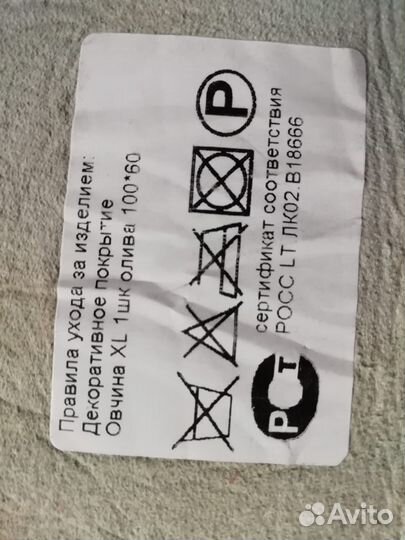 Правила ухода за изделием:
Декоративное покрытие
Овчина XL 1шк олива 100*60
P
сертификат соответствия
РОСС LT ЛК02.В18666
РСТ
Avito